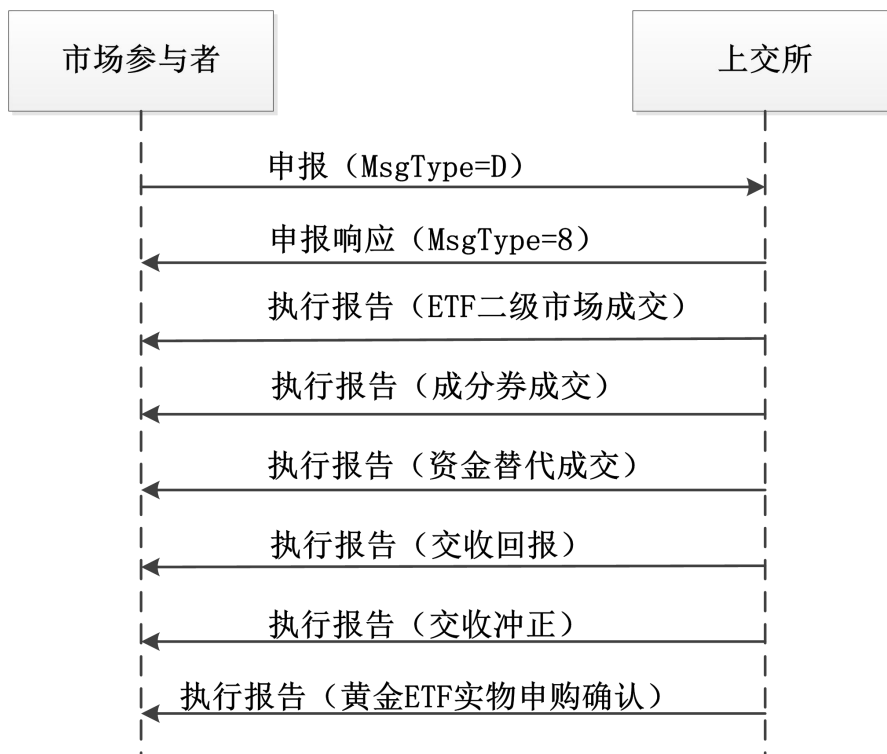 市场参与者
上交所
申报（MsgType=D）
申报响应（MsgType=8）
执行报告（ETF二级市场成交）
执行报告（成分券成交）
执行报告（资金替代成交）
执行报告（交收回报）
执行报告（交收冲正）
执行报告（黄金ETF实物申购确认）